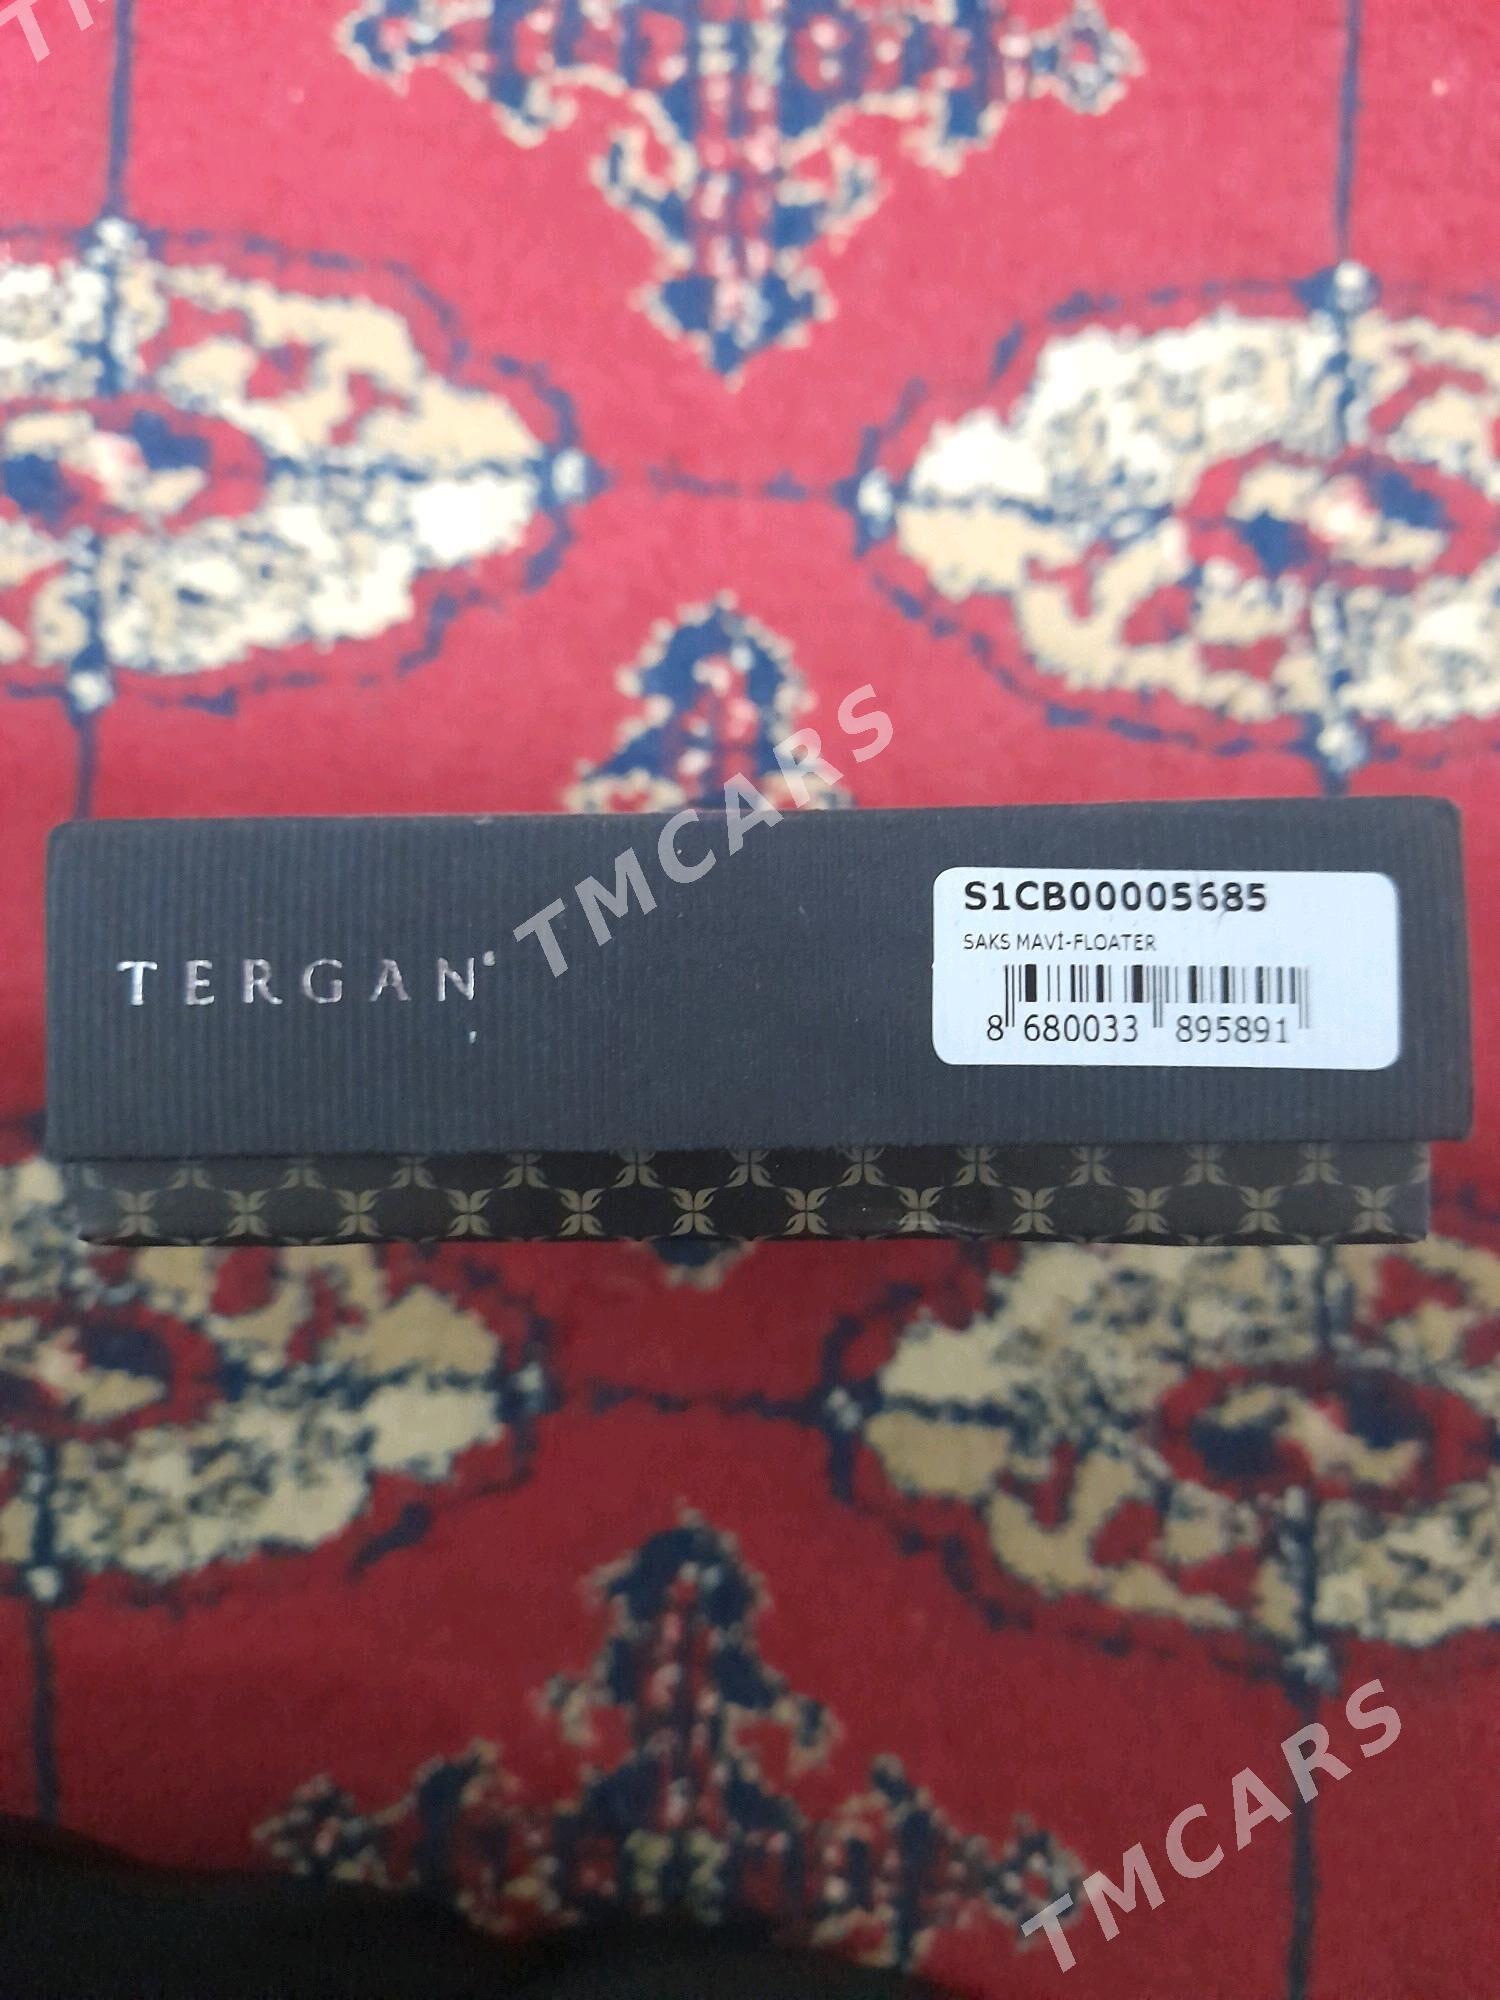 TERGAN
S1CB00005685
SAKS MAVİ-FLOATER
8 680033 895891
TMCARS
TMCARS